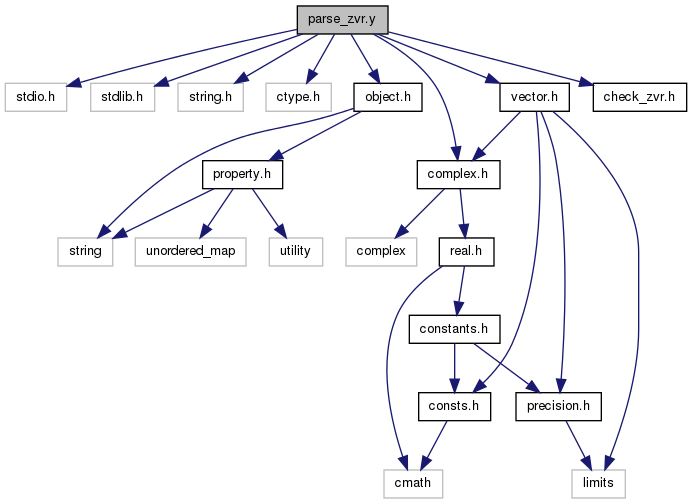 parse_zvr.y
stdio.h
stdlib.h
string.h
ctype.h
object.h
vector.h
check_zvr.h
property.h
complex.h
string
unordered_map
utility
complex
real.h
constants.h
consts.h
precision.h
cmath
limits